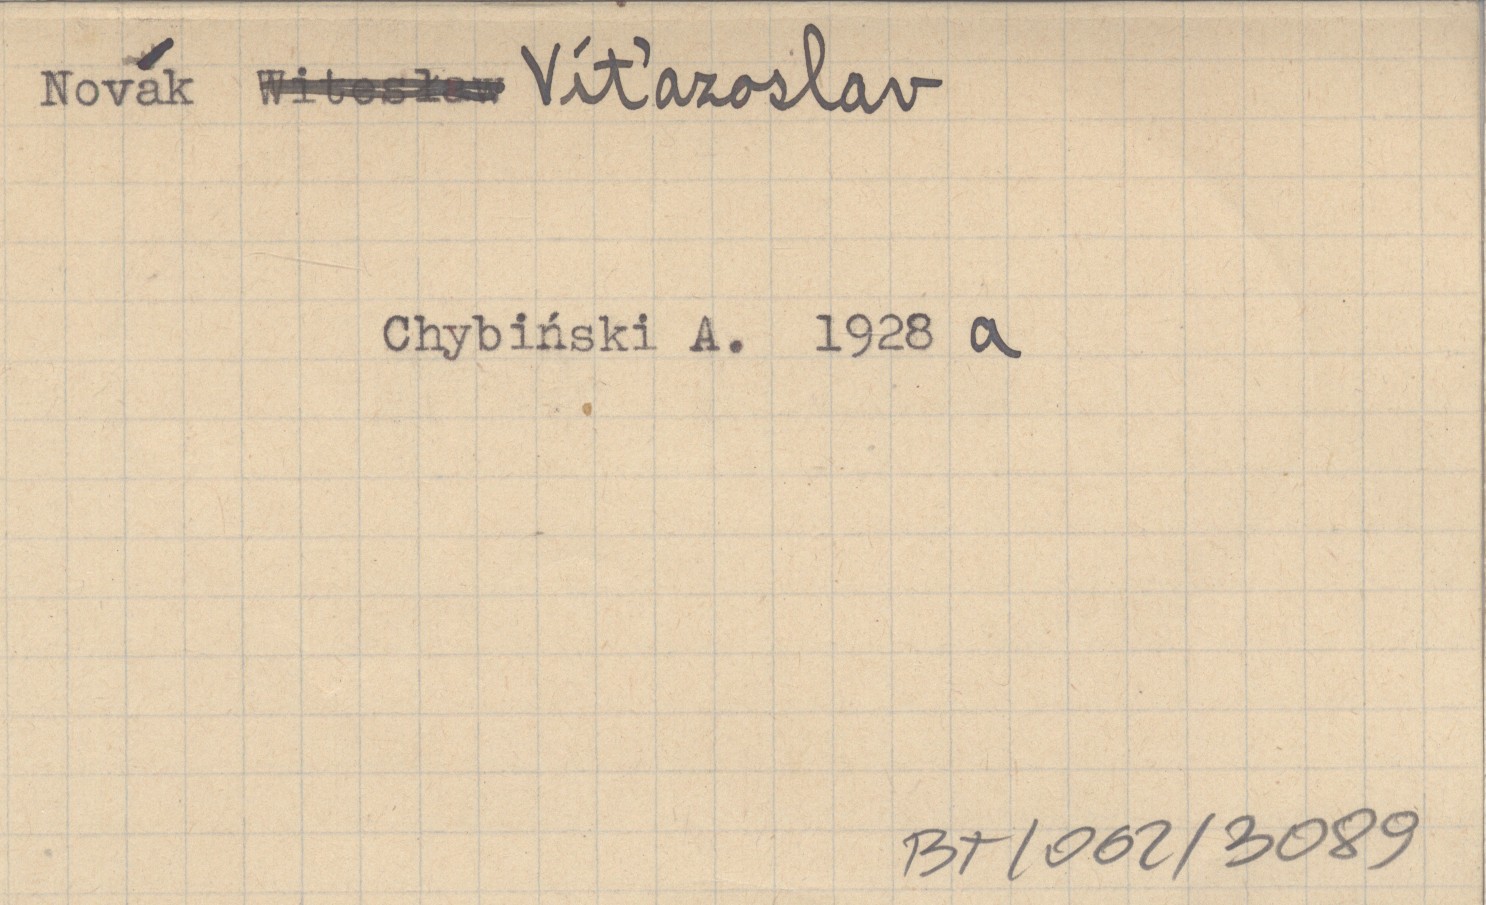 Novák Witosław Víťazoslav
Chybiński A. 1928 a
BT/062/3089